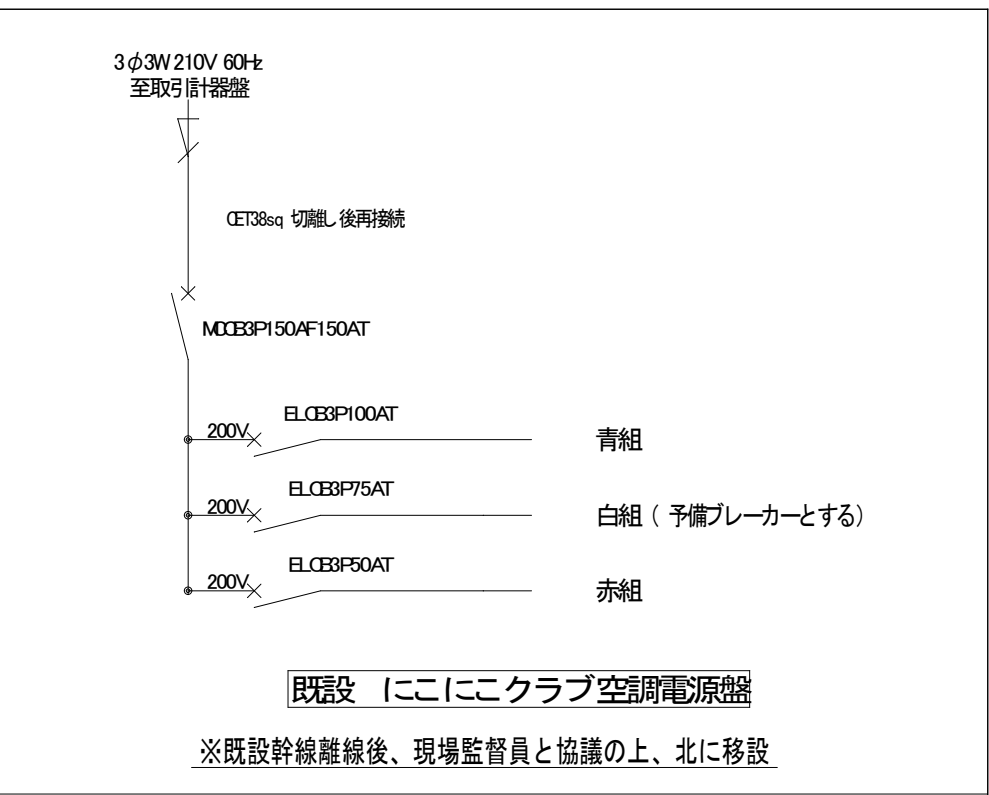 3φ3W 210V 60Hz
至取引計器盤
CET38sq 切離し後再接続
MCCB3P150AF150AT
ELCB3P100AT
200V
青組
ELCB3P75AT
200V
白組（予備ブレーカーとする）
ELCB3P50AT
200V
赤組
既設　にこにこクラブ空調電源盤
※既設幹線離線後、現場監督員と協議の上、北に移設